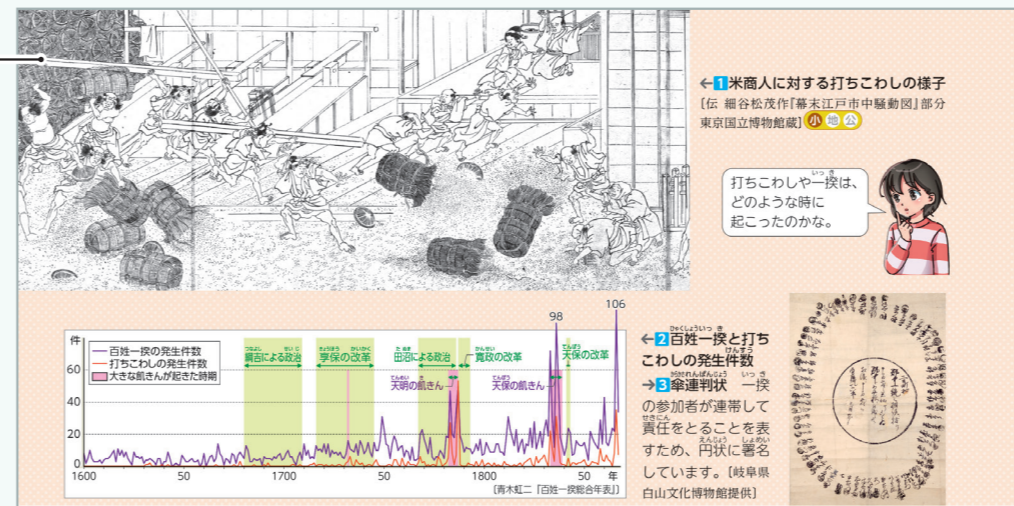 ←1米商人に対する打ちこわしの様子
〔伝 細谷松茂作『幕末江戸市中騒動図』部分
東京国立博物館蔵〕小 地 公
打ちこわしや一揆は、
どのような時に
起こったのかな。
件
60
40
20
0
1600
50
1700
50
1800
50
年
百姓一揆の発生件数
打ちこわしの発生件数
大きな飢きんが起きた時期
綱吉による政治
享保の改革
田沼による政治
寛政の改革
天保の改革
天明の飢きん
天保の飢きん
98
106
〔青木虹二『百姓一揆総合年表』〕
←2百姓一揆と打ち
こわしの発生件数
→3傘連判状 一揆
の参加者が連帯して
責任をとることを表
すため、円状に署名
しています。〔岐阜県
白山文化博物館提供〕